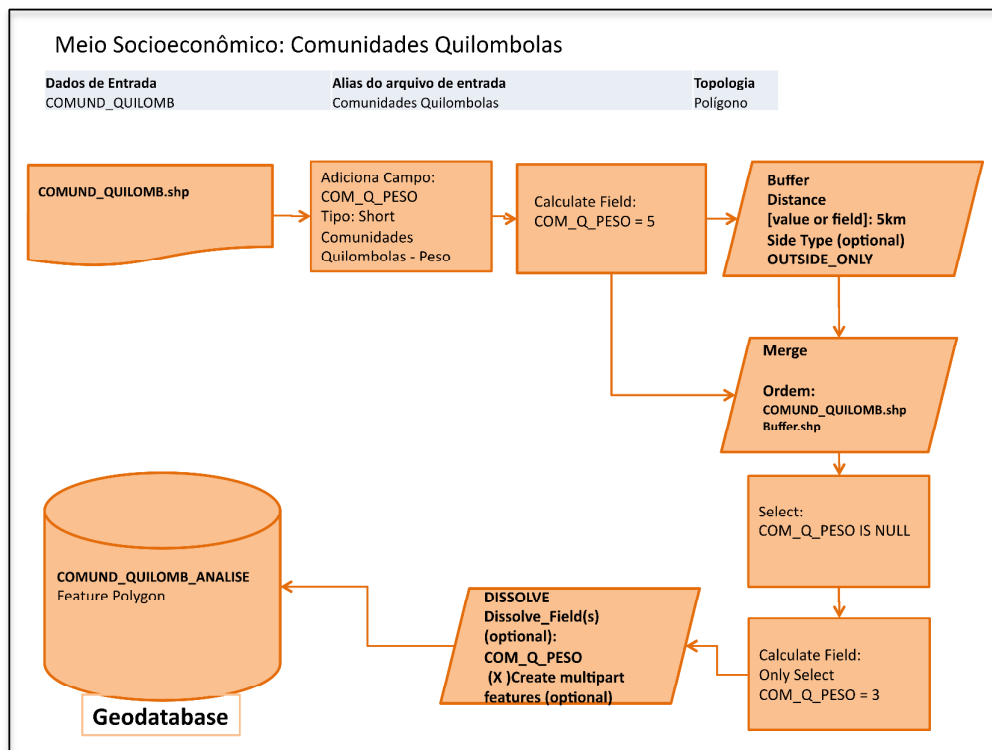 Meio Socioeconômico: Comunidades Quilombolas
Dados de Entrada Alias do arquivo de entrada Topologia
COMUND_QUILOMB Comunidades Quilombolas Polígono
COMUND_QUILOMB.shp
Adiciona Campo:
COM_Q_PESO
Tipo: Short
Comunidades
Quilombolas - Peso
Calculate Field:
COM_Q_PESO = 5
Buffer
Distance
[value or field]: 5km
Side Type (optional)
OUTSIDE_ONLY
Merge
Ordem:
COMUND_QUILOMB.shp
Buffer.shp
Select:
COM_Q_PESO IS NULL
Calculate Field:
Only Select
COM_Q_PESO = 3
DISSOLVE
Dissolve_Field(s)
(optional):
COM_Q_PESO
(X )Create multipart
features (optional)
COMUND_QUILOMB_ANALISE
Feature Polygon
Geodatabase